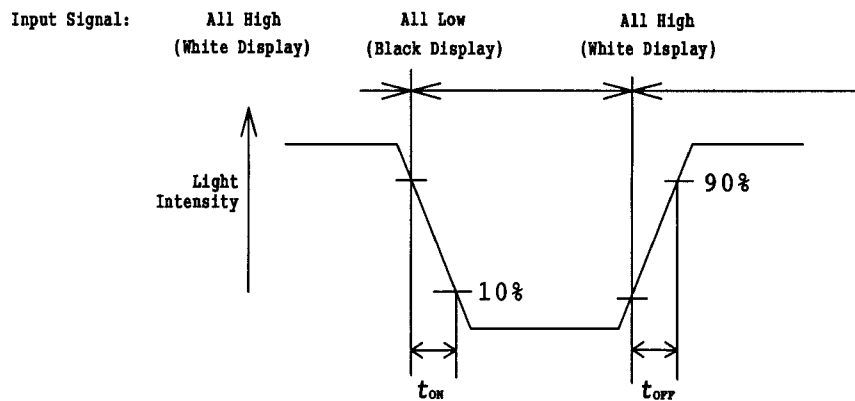 Input Signal: All High All Low All High
(White Display) (Black Display) (White Display)
Light
Intensity
90%
10%
tON tOFF